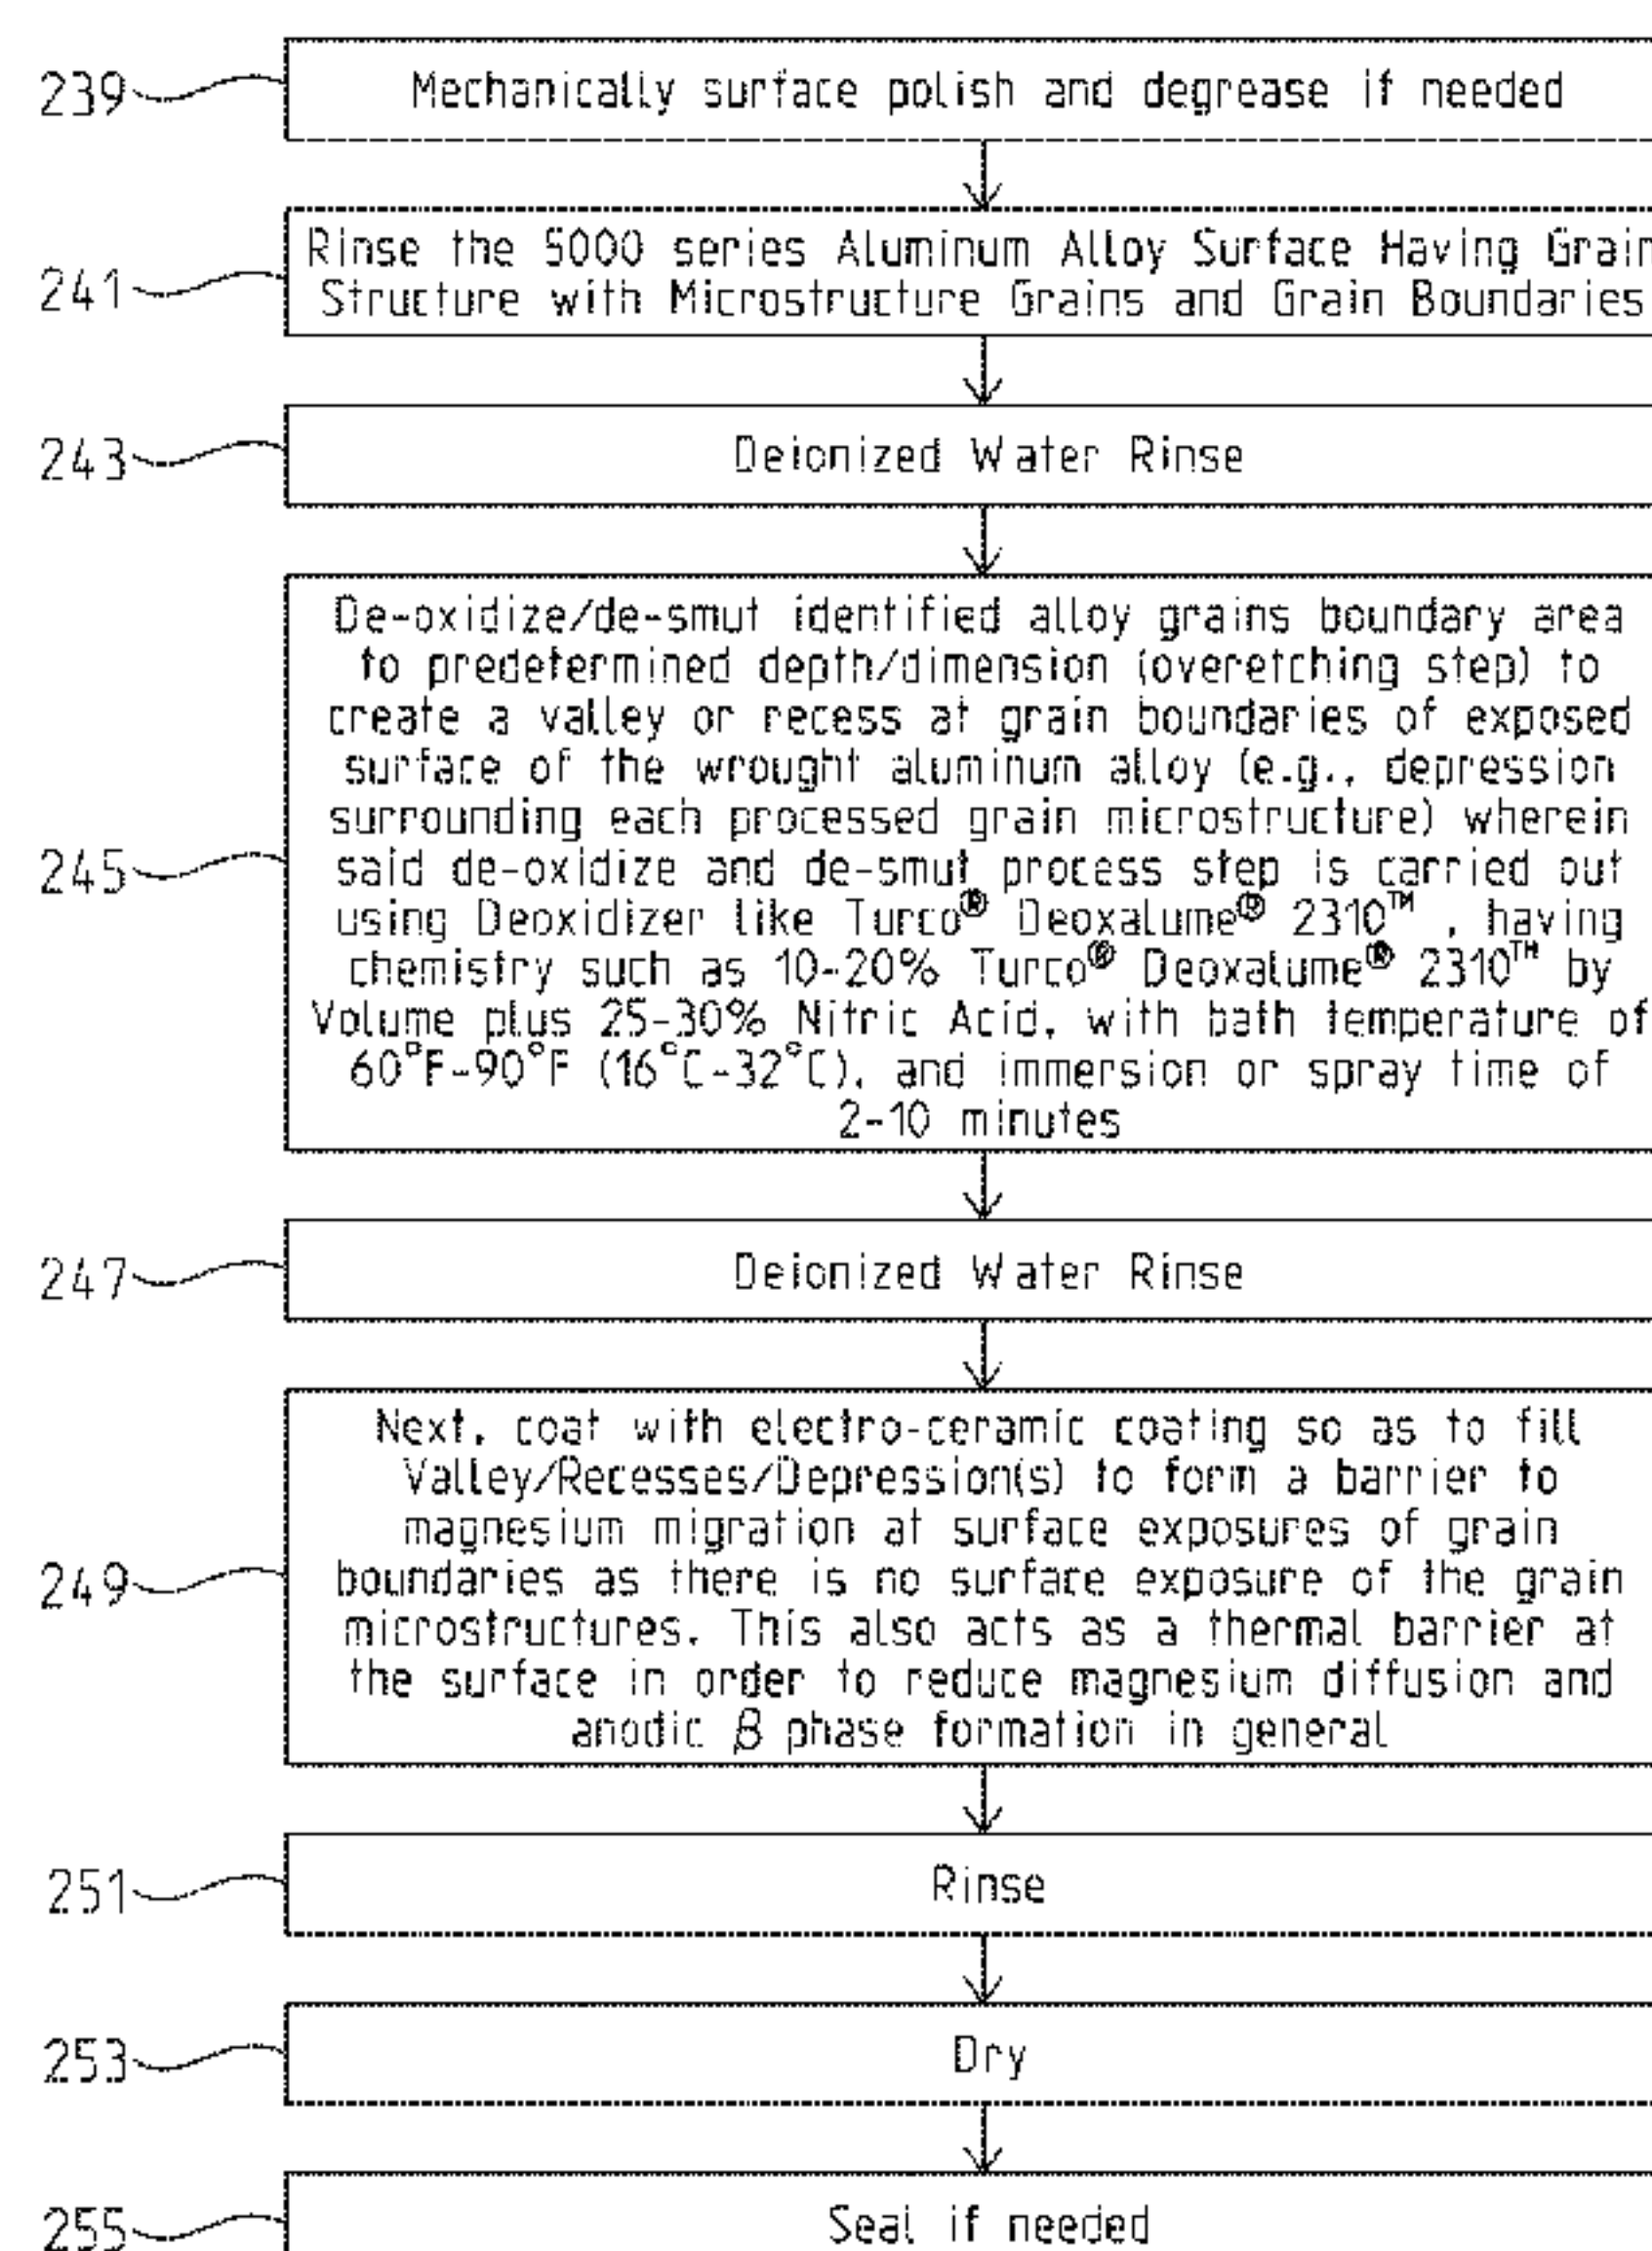 239
Mechanically surface polish and degrease if needed
241
Rinse the 5000 series Aluminum Alloy Surface Having Grain
Structure with Microstructure Grains and Grain Boundaries
243
Deionized Water Rinse
245
De-oxidize/de-smut identified alloy grains boundary area
to predetermined depth/dimension (overetching step) to
create a valley or recess at grain boundaries of exposed
surface of the wrought aluminum alloy (e.g., depression
surrounding each processed grain microstructure) wherein
said de-oxidize and de-smut process step is carried out
using Deoxidizer like Turco® Deoxalume® 2310™ , having
chemistry such as 10-20% Turco® Deoxalume® 2310™ by
Volume plus 25-30% Nitric Acid, with bath temperature of
60°F-90°F (16°C-32°C), and immersion or spray time of
2-10 minutes
247
Deionized Water Rinse
249
Next, coat with electro-ceramic coating so as to fill
Valley/Recesses/Depression(s) to form a barrier to
magnesium migration at surface exposures of grain
boundaries as there is no surface exposure of the grain
microstructures. This also acts as a thermal barrier at
the surface in order to reduce magnesium diffusion and
anodic β phase formation in general
251
Rinse
253
Dry
255
Seal if needed